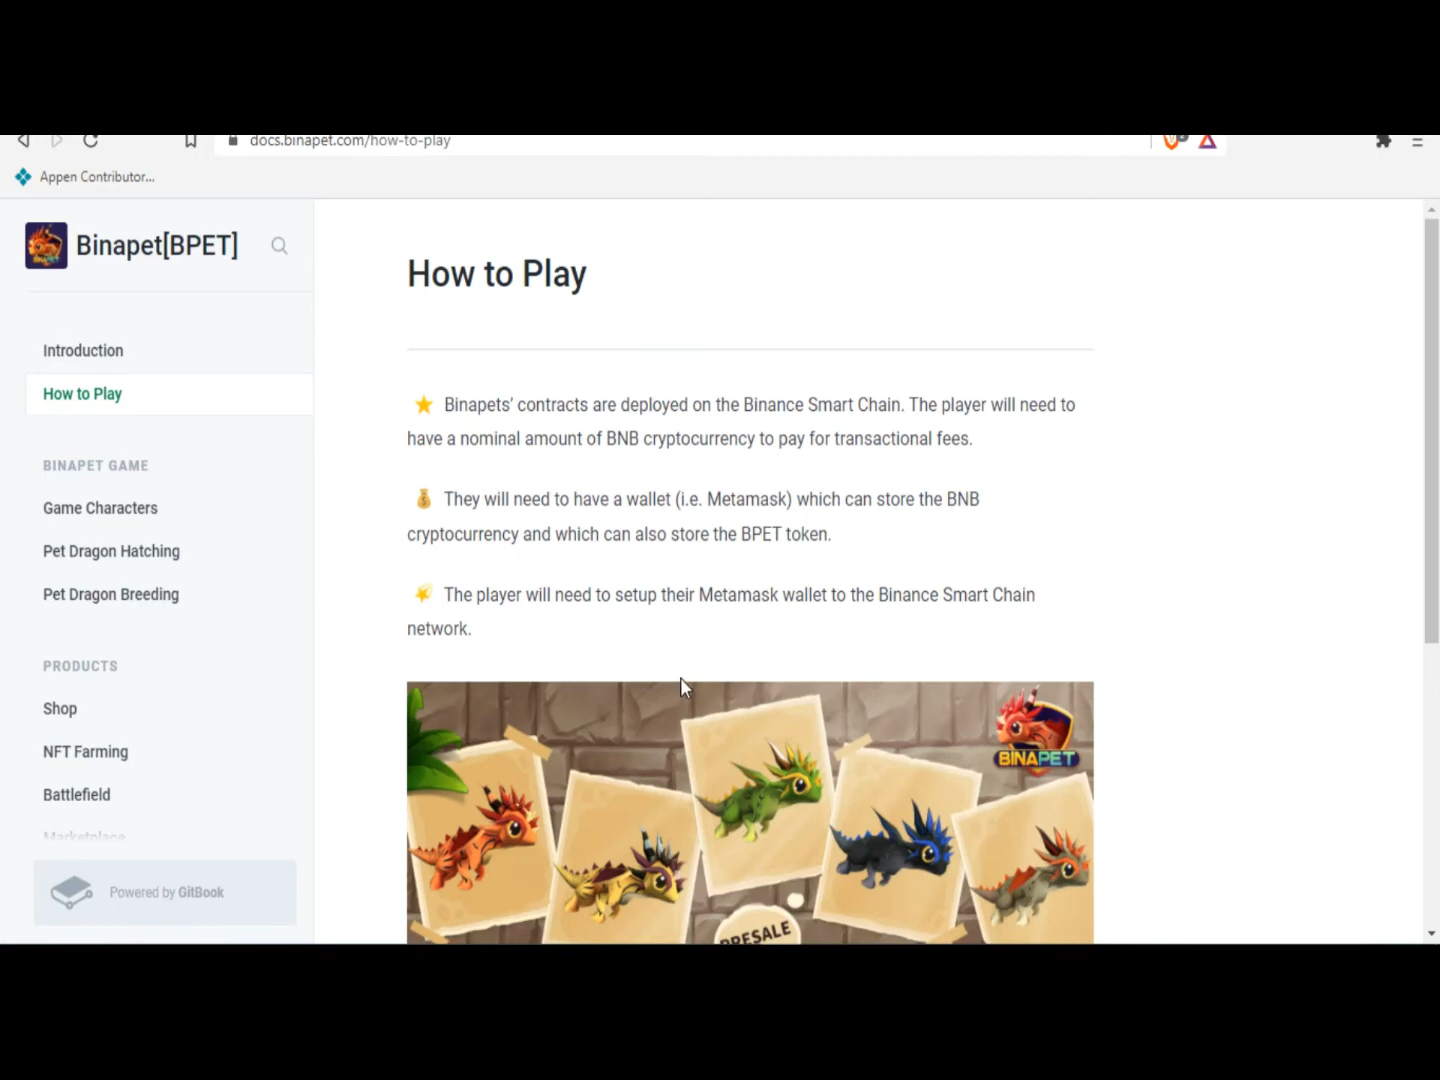 docs.binapet.com/how-to-play
Appen Contributor...
Binapet[BPET]
Introduction
How to Play
BINAPET GAME
Game Characters
Pet Dragon Hatching
Pet Dragon Breeding
PRODUCTS
Shop
NFT Farming
Battlefield
Marketplace
Powered by GitBook
How to Play
Binapets’ contracts are deployed on the Binance Smart Chain. The player will need to
have a nominal amount of BNB cryptocurrency to pay for transactional fees.
They will need to have a wallet (i.e. Metamask) which can store the BNB
cryptocurrency and which can also store the BPET token.
The player will need to setup their Metamask wallet to the Binance Smart Chain
network.
BINAPET
PRESALE